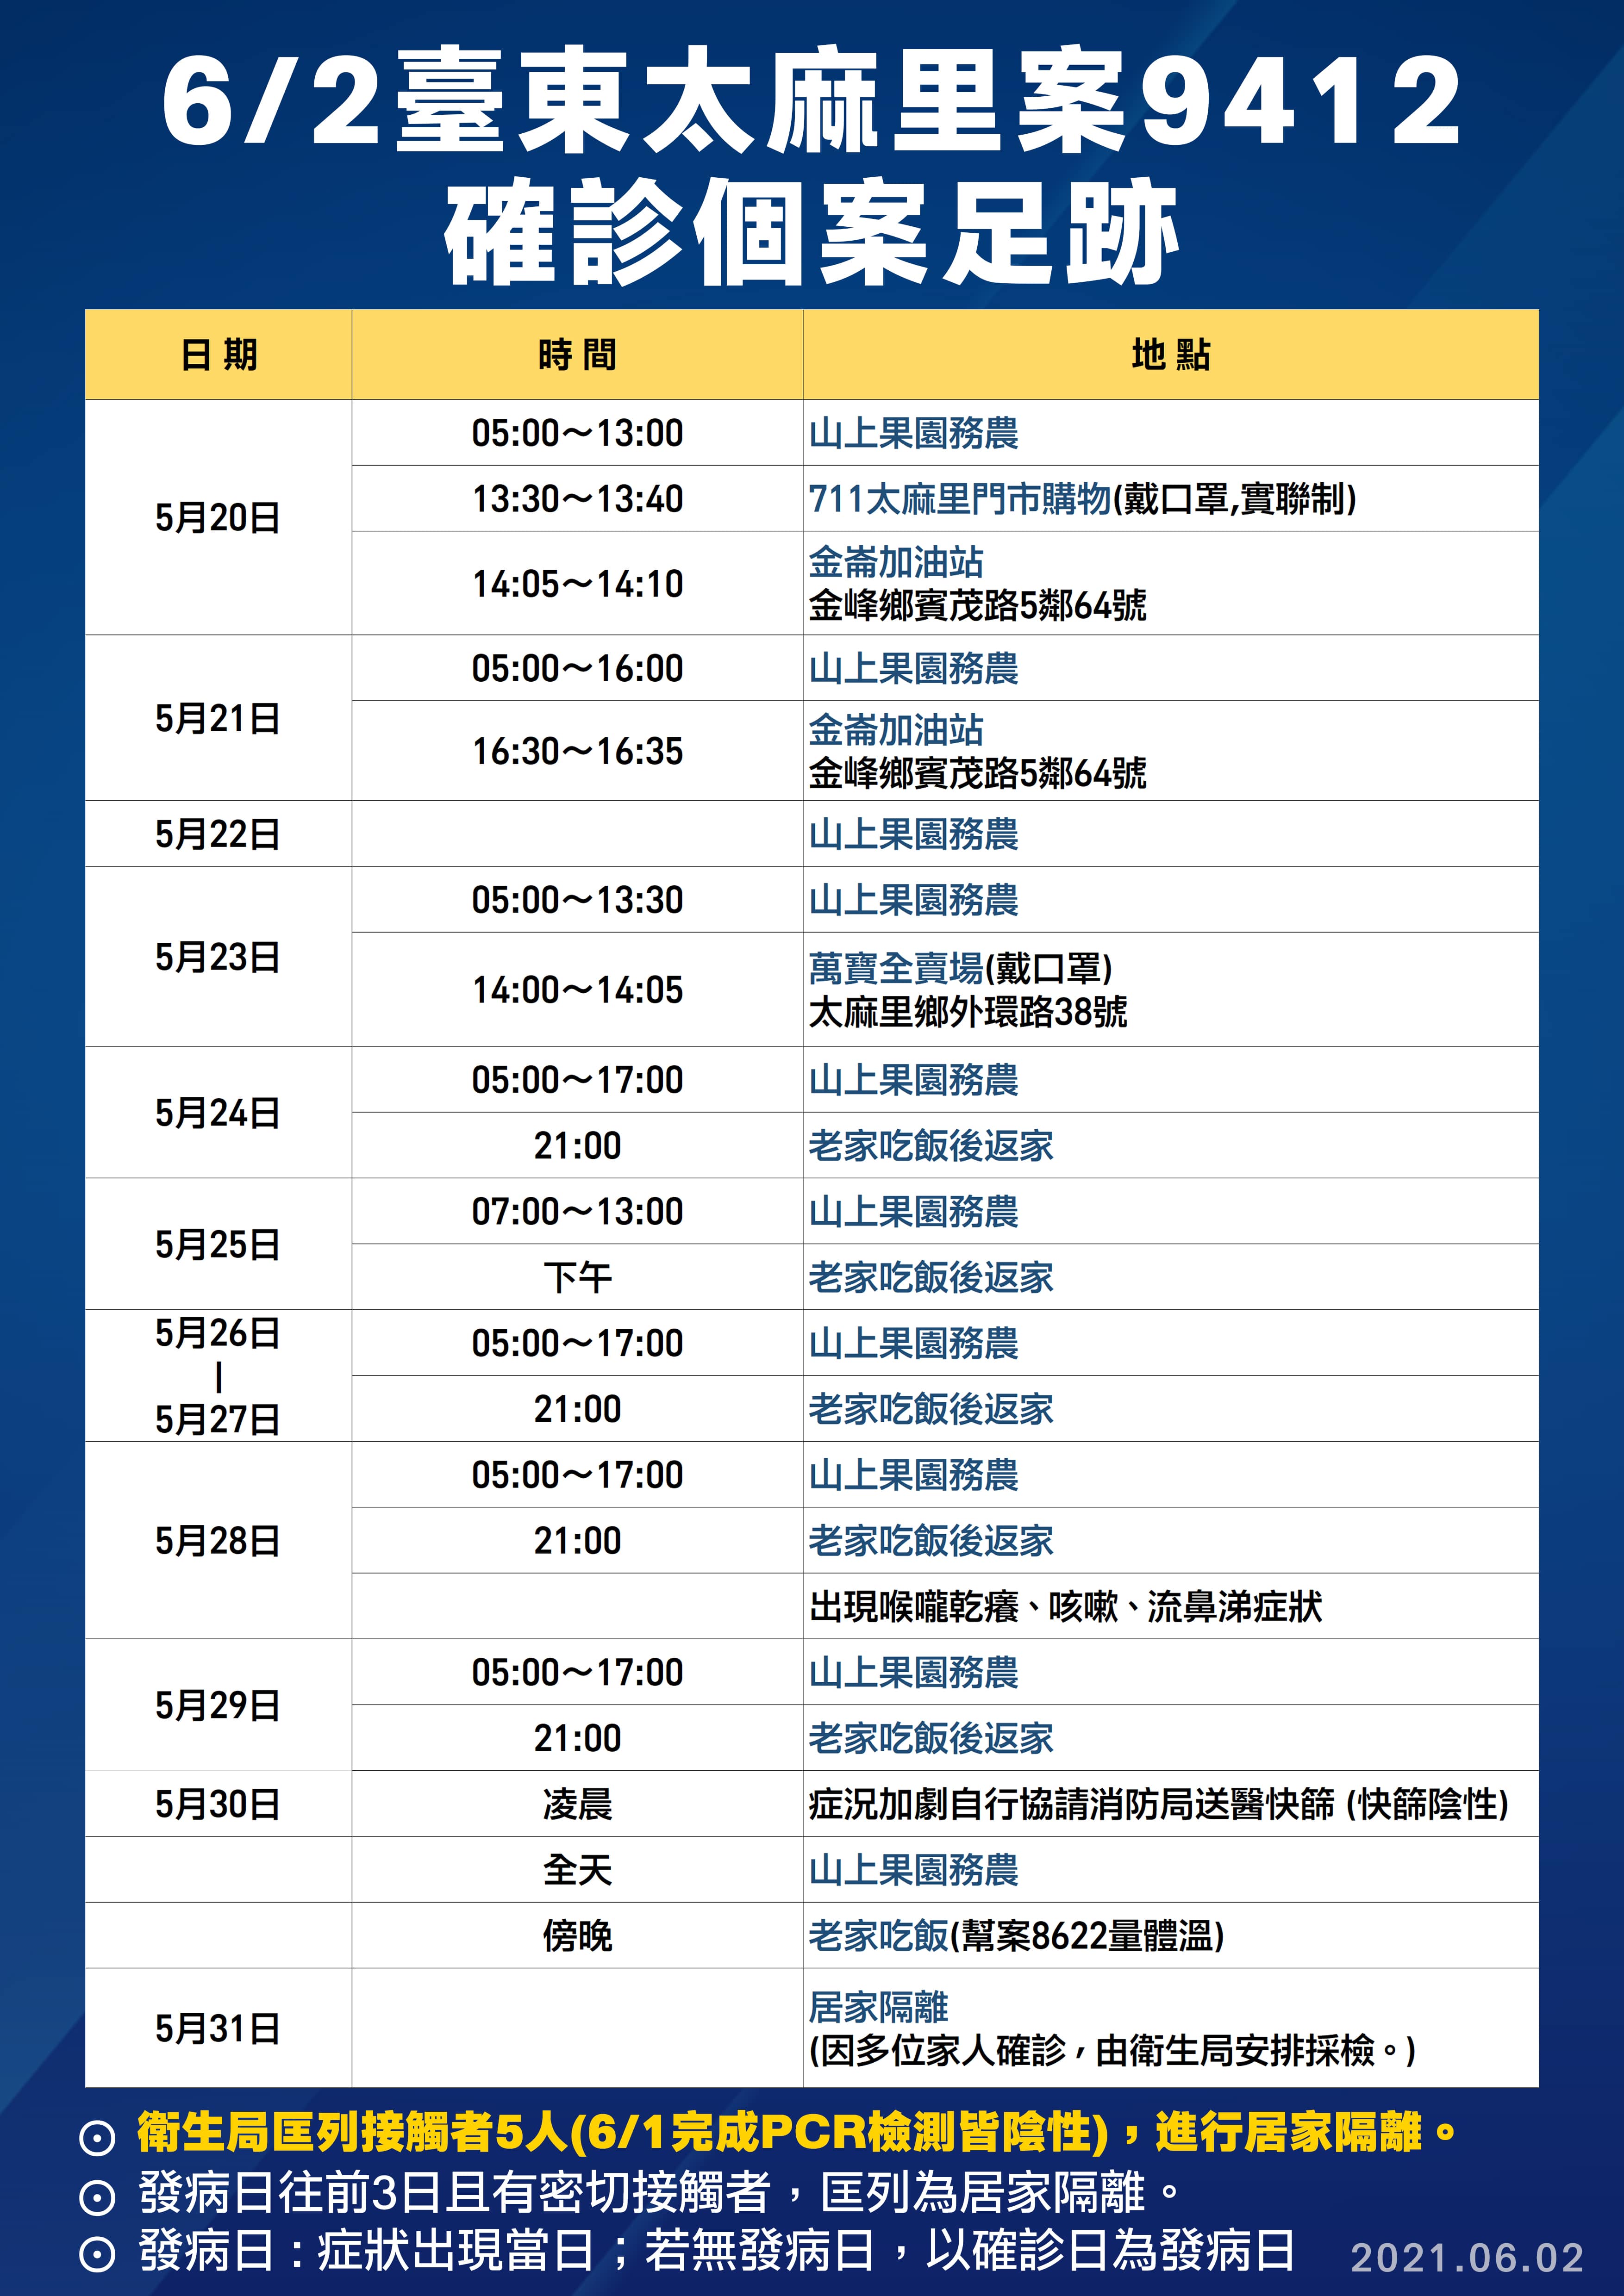 6/2臺東太麻里案9412
確診個案足跡
日期 時間 地點
5月20日
05:00～13:00 山上果園務農
13:30～13:40 711太麻里門市購物(戴口罩,實聯制)
14:05～14:10 金崙加油站
金峰鄉賓茂路5鄰64號
5月21日
05:00～16:00 山上果園務農
16:30～16:35 金崙加油站
金峰鄉賓茂路5鄰64號
5月22日 山上果園務農
5月23日
05:00～13:30 山上果園務農
14:00～14:05 萬寶全賣場(戴口罩)
太麻里鄉外環路38號
5月24日
05:00～17:00 山上果園務農
21:00 老家吃飯後返家
5月25日
07:00～13:00 山上果園務農
下午 老家吃飯後返家
5月26日
|
5月27日
05:00～17:00 山上果園務農
21:00 老家吃飯後返家
5月28日
05:00～17:00 山上果園務農
21:00 老家吃飯後返家
出現喉嚨乾癢、咳嗽、流鼻涕症狀
5月29日
05:00～17:00 山上果園務農
21:00 老家吃飯後返家
5月30日 凌晨 症況加劇自行協請消防局送醫快篩 (快篩陰性)
全天 山上果園務農
傍晚 老家吃飯(幫案8622量體溫)
5月31日 居家隔離
(因多位家人確診，由衛生局安排採檢。)
⊙ 衛生局匡列接觸者5人(6/1完成PCR檢測皆陰性)，進行居家隔離。
⊙ 發病日往前3日且有密切接觸者，匡列為居家隔離。
⊙ 發病日：症狀出現當日；若無發病日，以確診日為發病日
2021.06.02